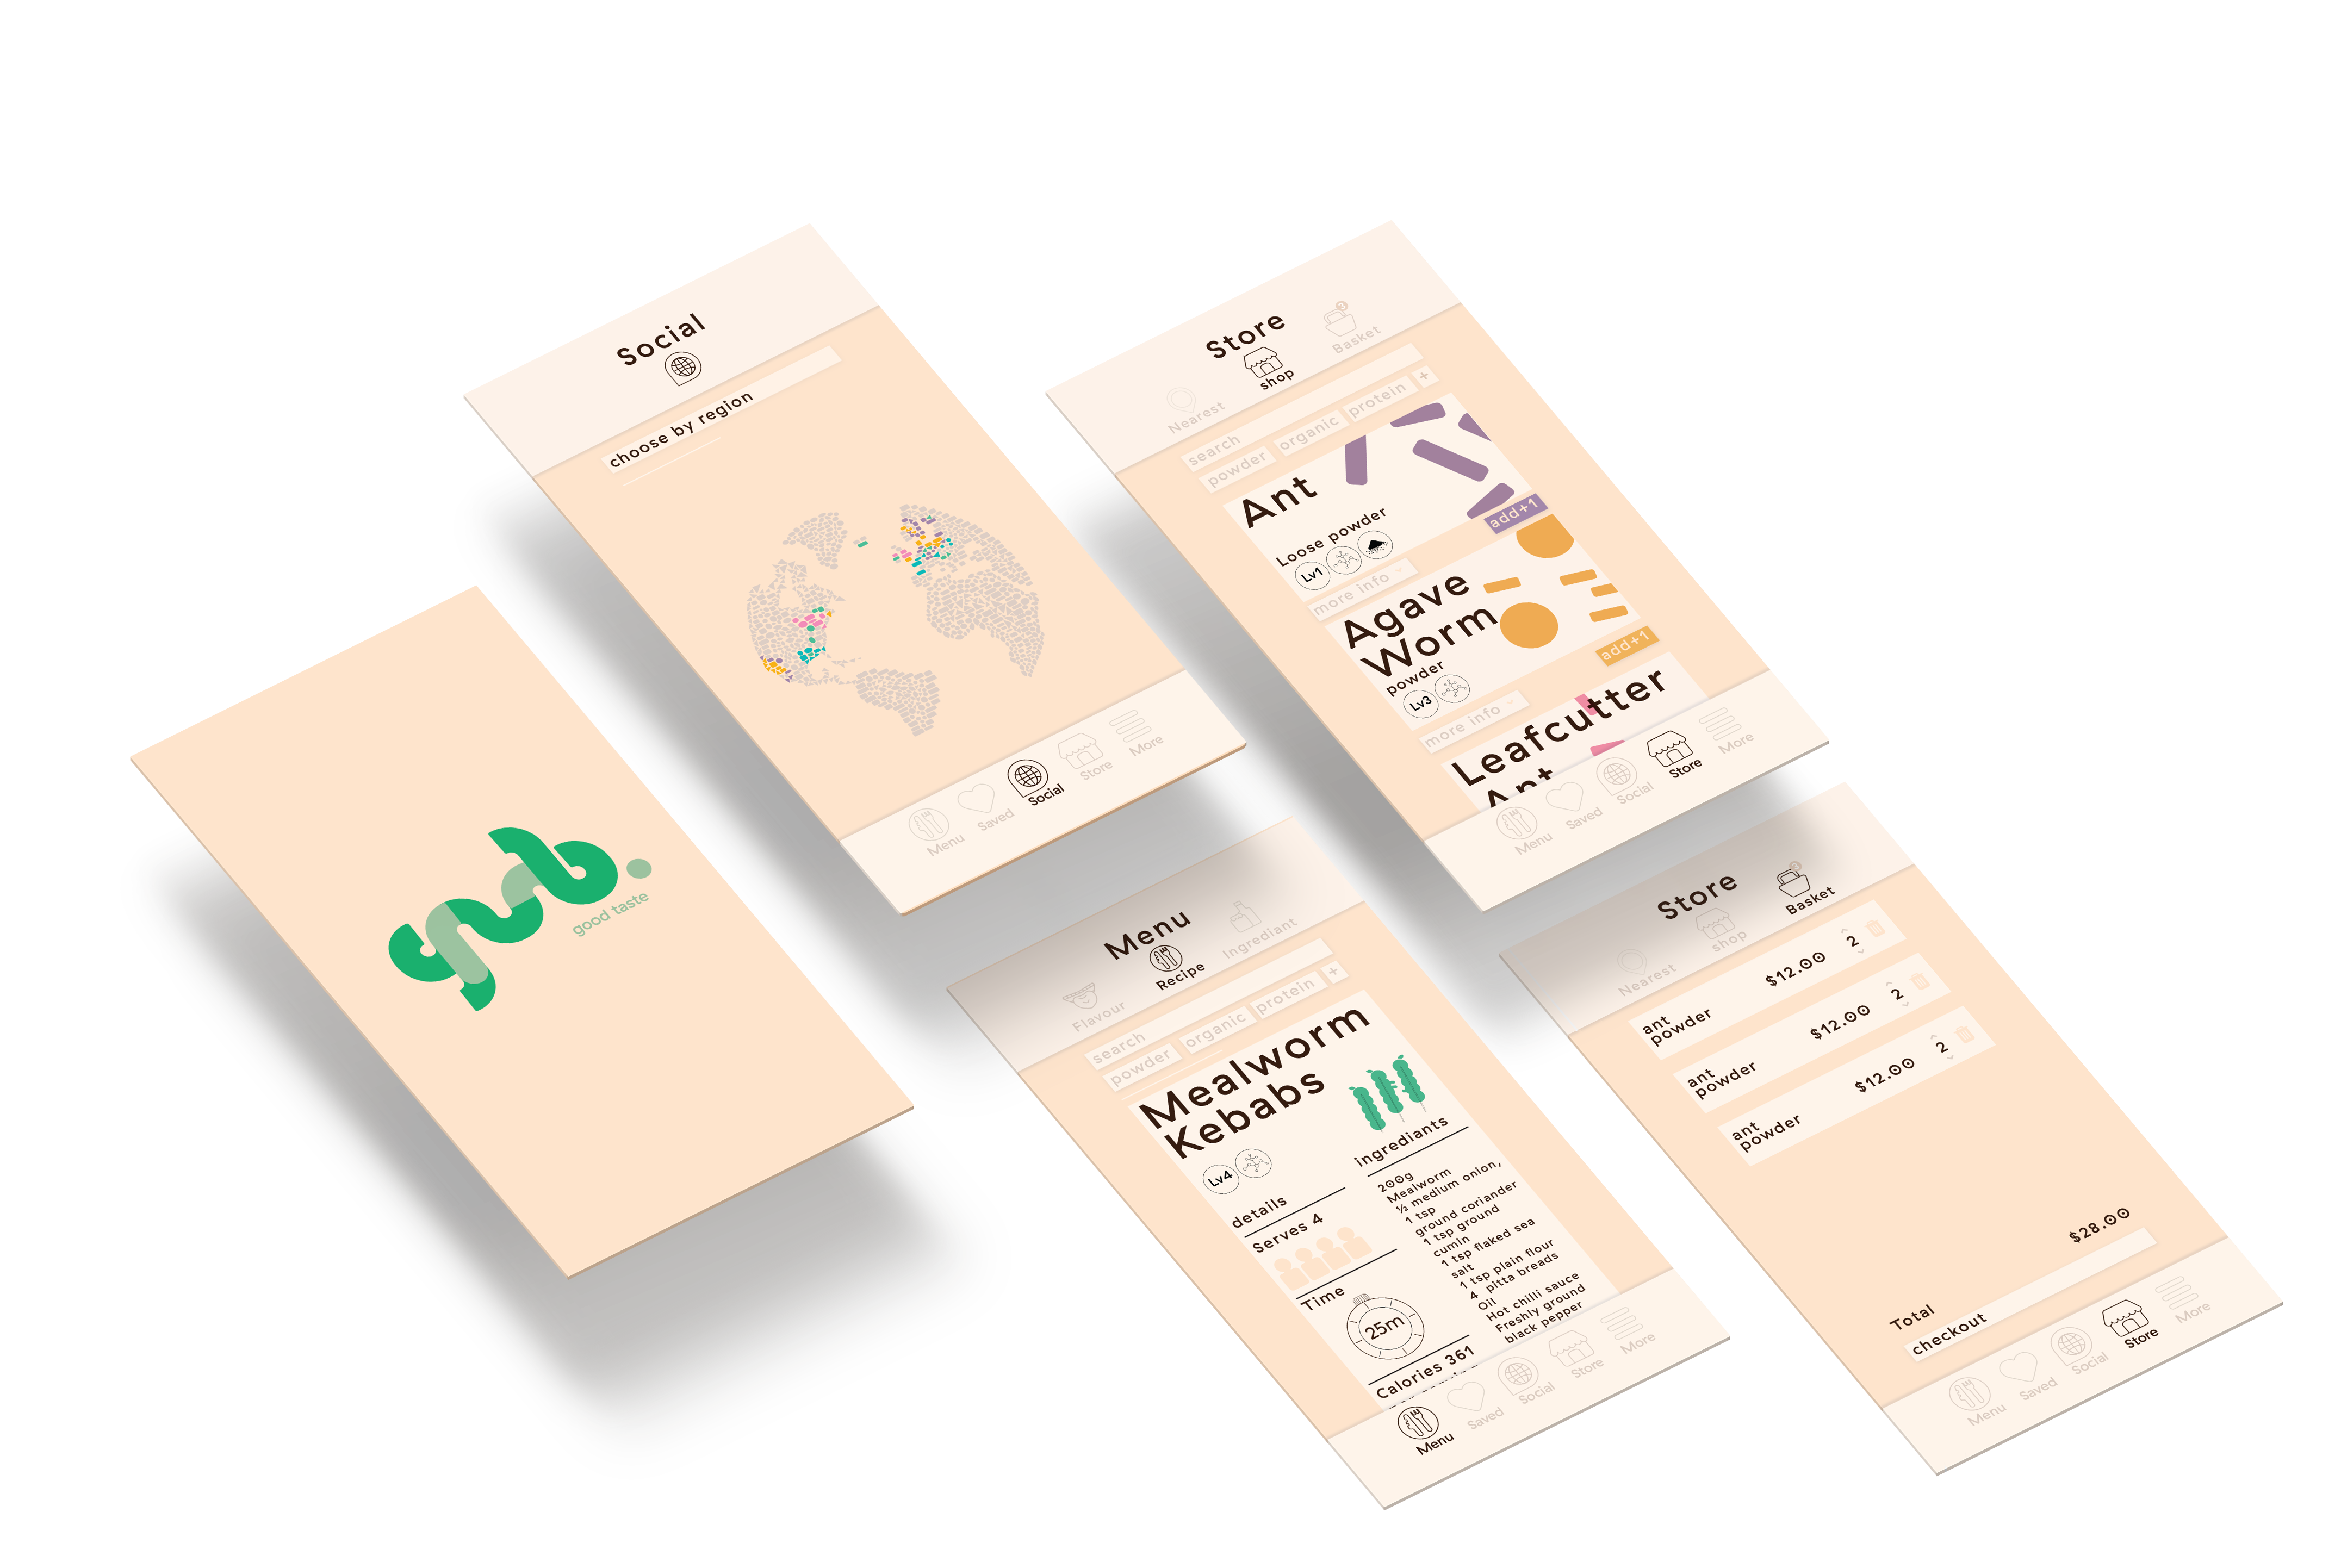 grub.
good taste
Social
choose by region
Menu
Saved
Social
Store
More
Store
Nearest
shop
Basket
search
powder organic protein +
Ant
Loose powder
Lv1
add+1
more info
Agave
Worm
powder
Lv3
add+1
more info
Leafcutter
Ant
Menu
Saved
Social
Store
More
Menu
Flavour
Recipe
Ingrediant
search
powder organic protein +
Mealworm
Kebabs
Lv4
details
Serves 4
Time
25m
Calories 361
ingrediants
200g
Mealworm
½ medium onion,
1 tsp
ground coriander
1 tsp ground
cumin
1 tsp flaked sea
salt
1 tsp plain flour
4 pitta breads
Oil
Hot chilli sauce
Freshly ground
black pepper
Menu
Saved
Social
Store
More
Store
Nearest
shop
Basket
ant
powder
$12.00
2
ant
powder
$12.00
2
ant
powder
$12.00
2
Total
$28.00
checkout
Menu
Saved
Social
Store
More